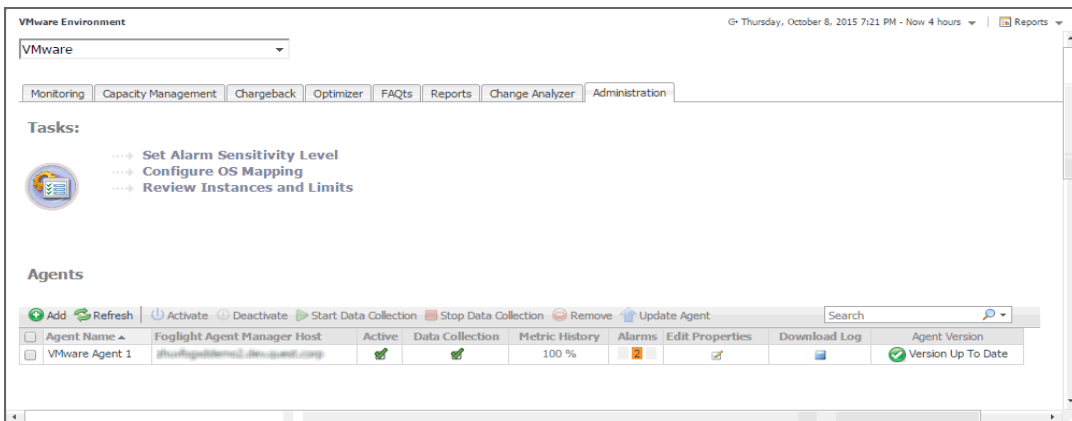 VMware Environment
Thursday, October 8, 2015 7:21 PM - Now 4 hours | Reports
VMware
Monitoring Capacity Management Chargeback Optimizer FAQts Reports Change Analyzer Administration
Tasks:
Set Alarm Sensitivity Level
Configure OS Mapping
Review Instances and Limits
Agents
Add Refresh Activate Deactivate Start Data Collection Stop Data Collection Remove Update Agent Search
Agent Name Foglight Agent Manager Host Active Data Collection Metric History Alarms Edit Properties Download Log Agent Version
VMware Agent 1 100 % 2 Version Up To Date